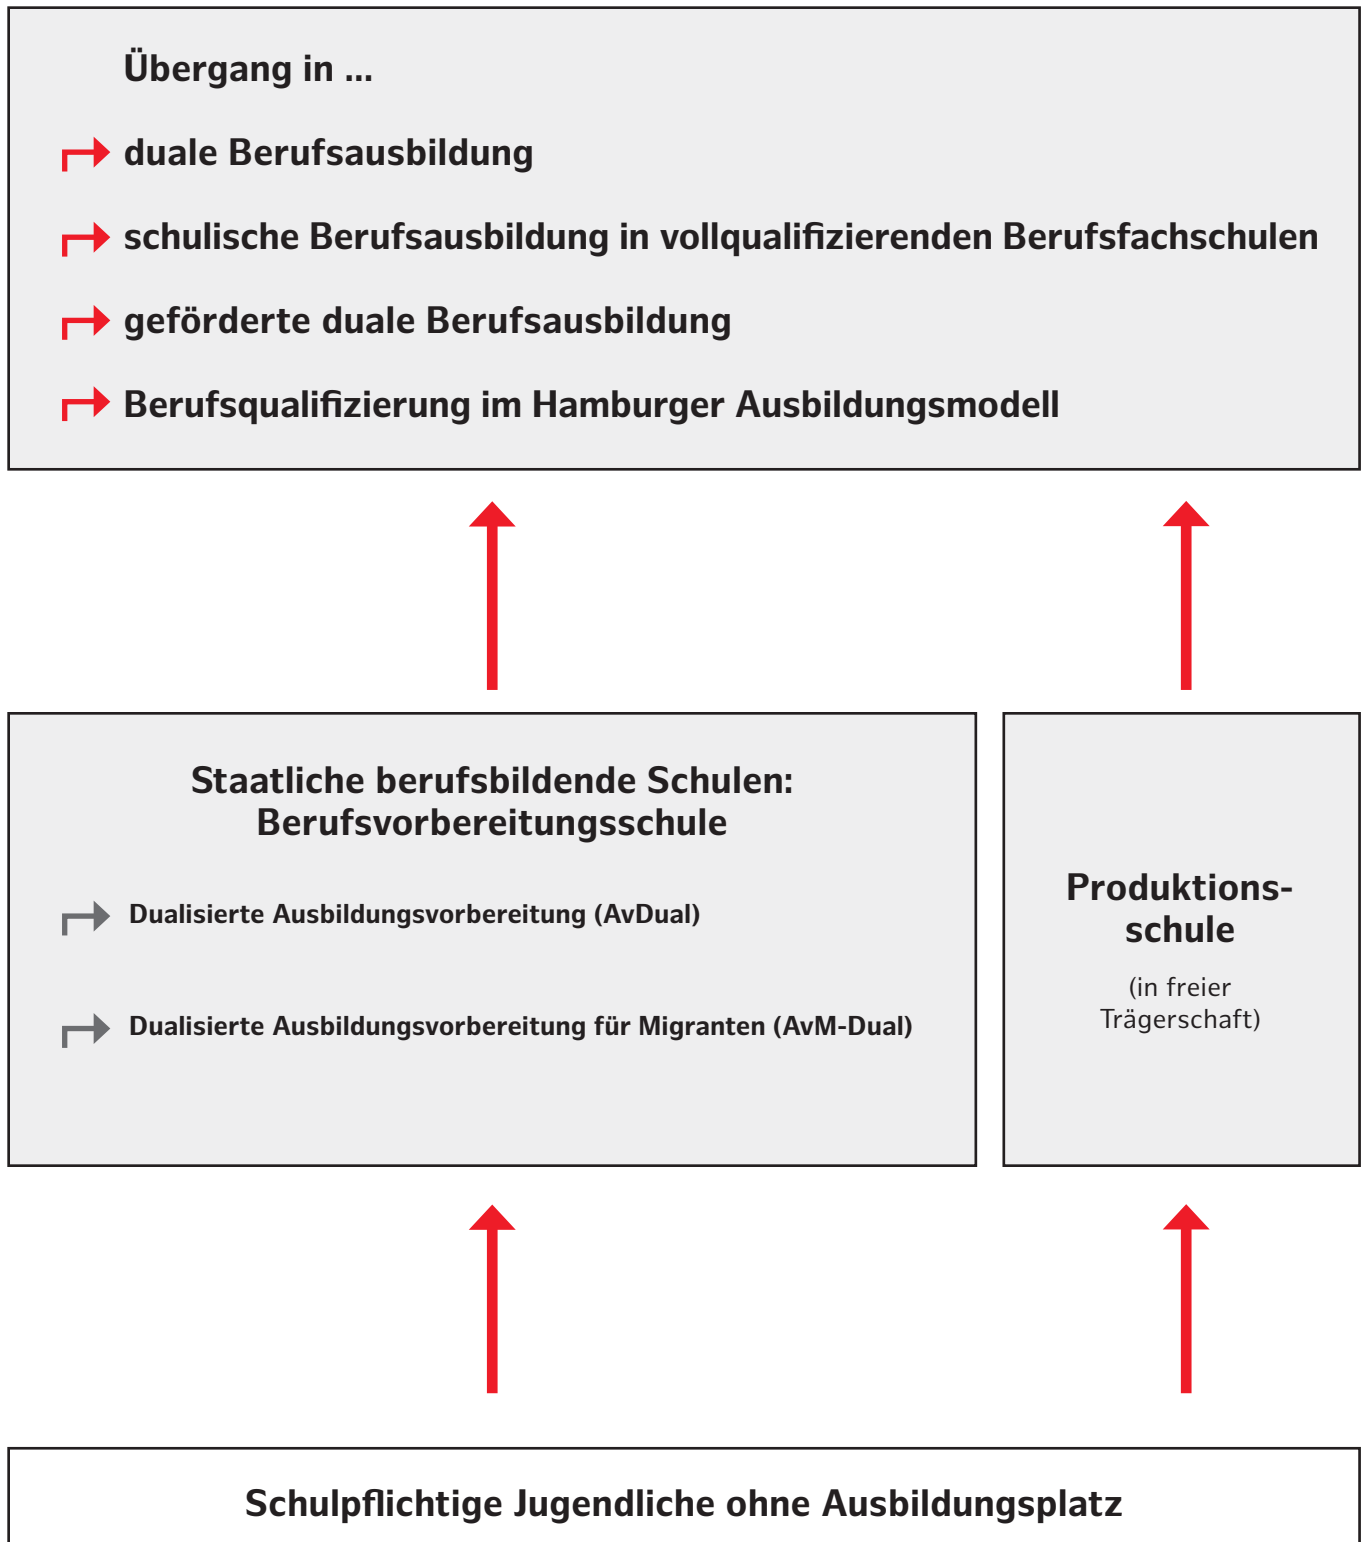 Übergang in ...
duale Berufsausbildung
schulische Berufsausbildung in vollqualifizierenden Berufsfachschulen
geförderte duale Berufsausbildung
Berufsqualifizierung im Hamburger Ausbildungsmodell
Staatliche berufsbildende Schulen:
Berufsvorbereitungsschule
Dualisierte Ausbildungsvorbereitung (AvDual)
Dualisierte Ausbildungsvorbereitung für Migranten (AvM-Dual)
Produktions-
schule
(in freier
Trägerschaft)
Schulpflichtige Jugendliche ohne Ausbildungsplatz